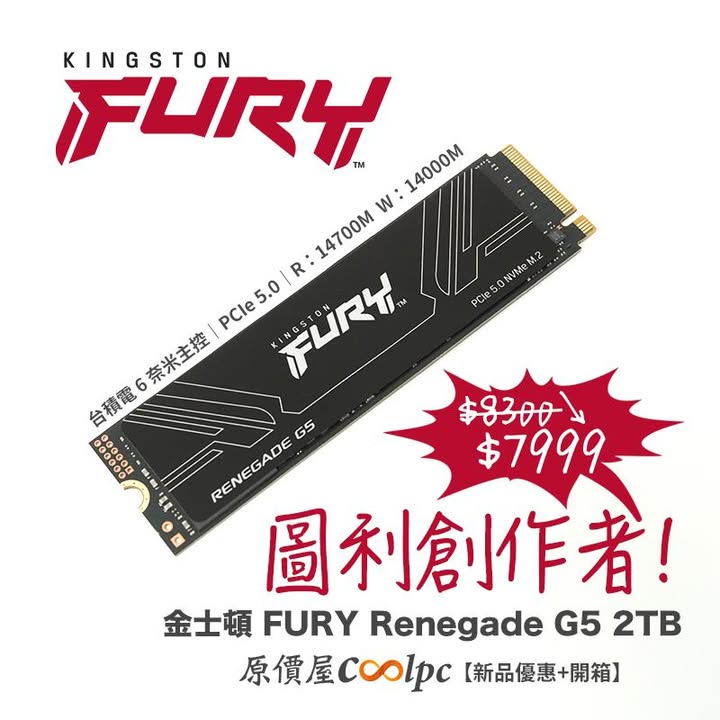 KINGSTON
FURY™
台積電 6 奈米主控｜PCIe 5.0｜R：14700M W：14000M
PCIe 5.0 NVMe M.2
KINGSTON
FURY™
RENEGADE G5
$8300↘
$7999
圖利創作者!
金士頓 FURY Renegade G5 2TB
原價屋coolpc【新品優惠+開箱】